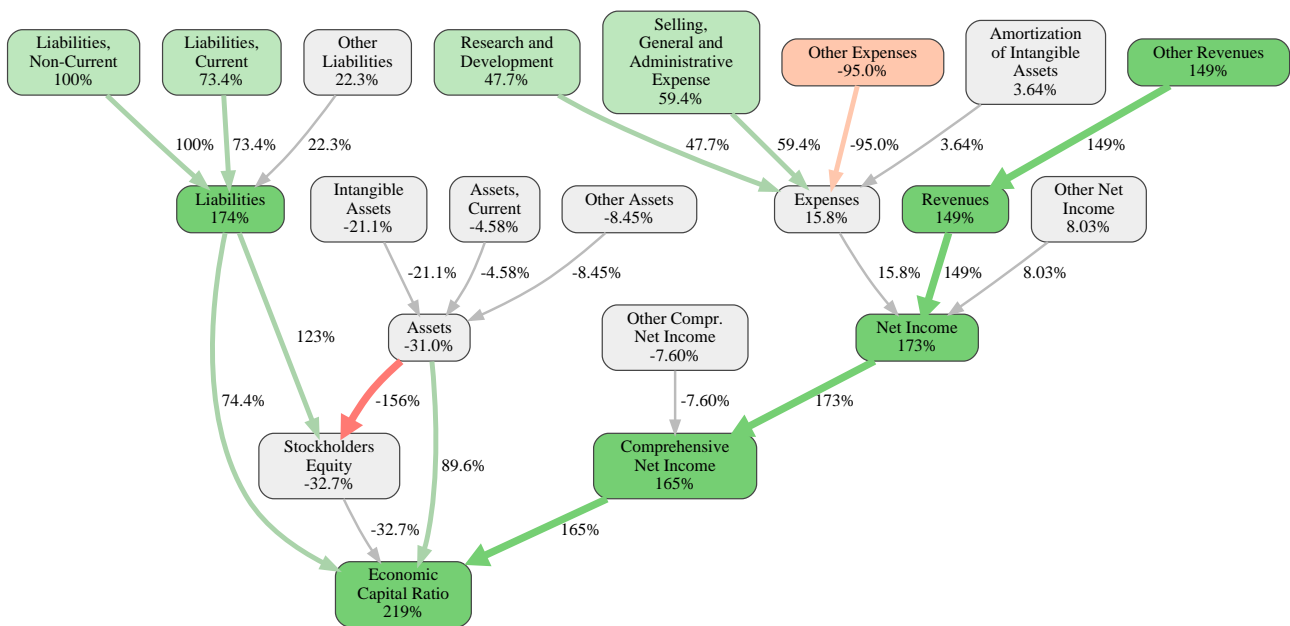 Liabilities,
Non-Current
100%
Liabilities,
Current
73.4%
Other
Liabilities
22.3%
Research and
Development
47.7%
Selling,
General and
Administrative
Expense
59.4%
Other Expenses
-95.0%
Amortization
of Intangible
Assets
3.64%
Other Revenues
149%
100%
73.4%
22.3%
47.7%
59.4%
-95.0%
3.64%
149%
Liabilities
174%
Intangible
Assets
-21.1%
Assets,
Current
-4.58%
Other Assets
-8.45%
Expenses
15.8%
Revenues
149%
Other Net
Income
8.03%
-21.1%
-4.58%
-8.45%
15.8%
149%
8.03%
123%
Assets
-31.0%
Other Compr.
Net Income
-7.60%
Net Income
173%
74.4%
-156%
-7.60%
173%
Stockholders
Equity
-32.7%
89.6%
Comprehensive
Net Income
165%
-32.7%
165%
Economic
Capital Ratio
219%